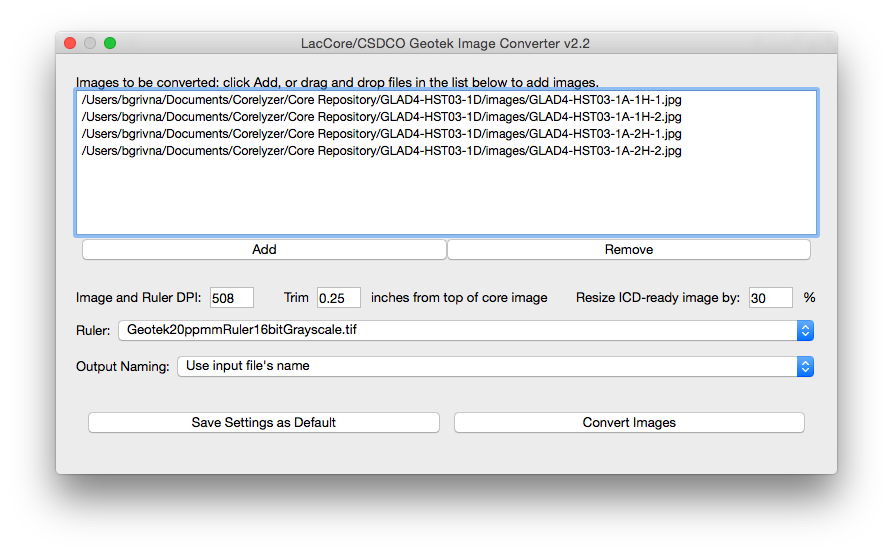 LacCore/CSDCO Geotek Image Converter v2.2
Images to be converted: click Add, or drag and drop files in the list below to add images.
/Users/bgrivna/Documents/Corelyzer/Core Repository/GLAD4-HST03-1D/images/GLAD4-HST03-1A-1H-1.jpg
/Users/bgrivna/Documents/Corelyzer/Core Repository/GLAD4-HST03-1D/images/GLAD4-HST03-1A-1H-2.jpg
/Users/bgrivna/Documents/Corelyzer/Core Repository/GLAD4-HST03-1D/images/GLAD4-HST03-1A-2H-1.jpg
/Users/bgrivna/Documents/Corelyzer/Core Repository/GLAD4-HST03-1D/images/GLAD4-HST03-1A-2H-2.jpg
Add Remove
Image and Ruler DPI: 508 Trim 0.25 inches from top of core image Resize ICD-ready image by: 30 %
Ruler: Geotek20ppmmRuler16bitGrayscale.tif
Output Naming: Use input file's name
Save Settings as Default Convert Images